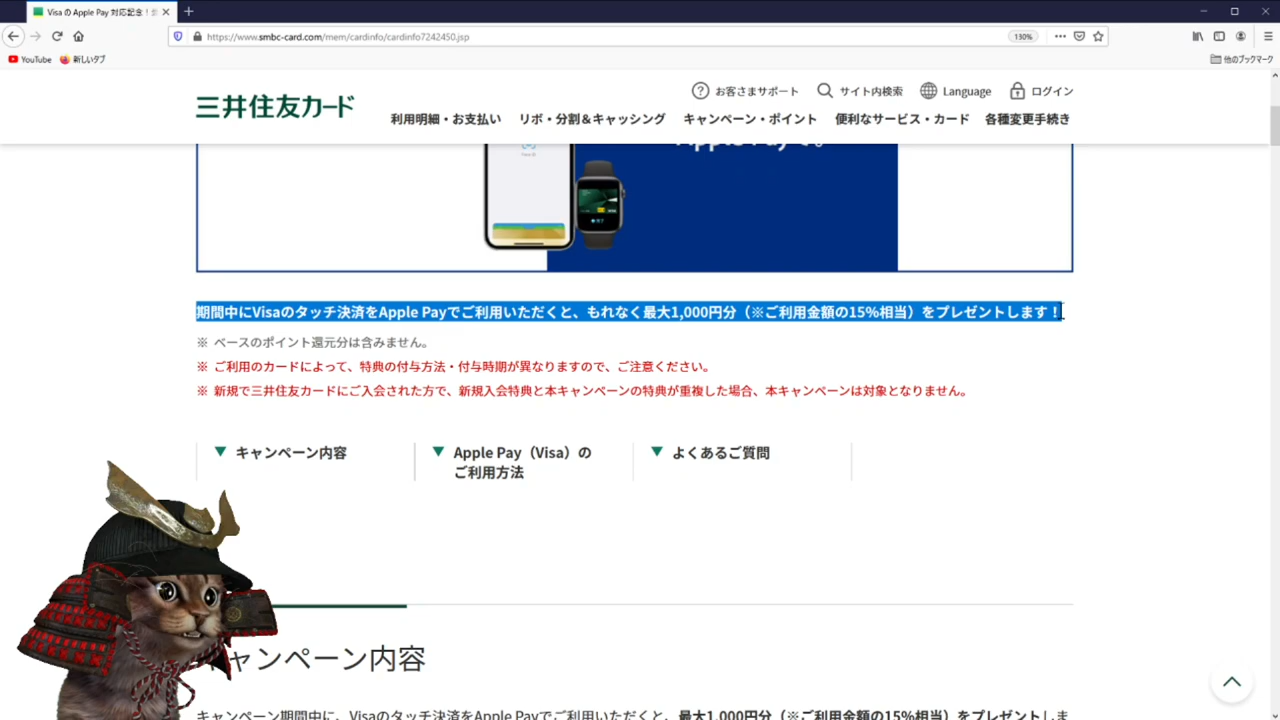 Visa の Apple Pay 対応記念！
https://www.smbc-card.com/mem/cardinfo/cardinfo7242450.jsp
130%
YouTube
新しいタブ
他のブックマーク
お客さまサポート
サイト内検索
Language
ログイン
三井住友カード
利用明細・お支払い
リボ・分割＆キャッシング
キャンペーン・ポイント
便利なサービス・カード
各種変更手続き
Apple Payで。
Face ID
期間中にVisaのタッチ決済をApple Payでご利用いただくと、もれなく最大1,000円分（※ご利用金額の15%相当）をプレゼントします！
※ ベースのポイント還元分は含みません。
※ ご利用のカードによって、特典の付与方法・付与時期が異なりますので、ご注意ください。
※ 新規で三井住友カードにご入会された方で、新規入会特典と本キャンペーンの特典が重複した場合、本キャンペーンは対象となりません。
▼ キャンペーン内容
▼ Apple Pay（Visa）の
ご利用方法
▼ よくあるご質問
キャンペーン内容
キャンペーン期間中に、Visaのタッチ決済をApple Payでご利用いただくと、最大1,000円分（※ご利用金額の15%相当）をプレゼントしま